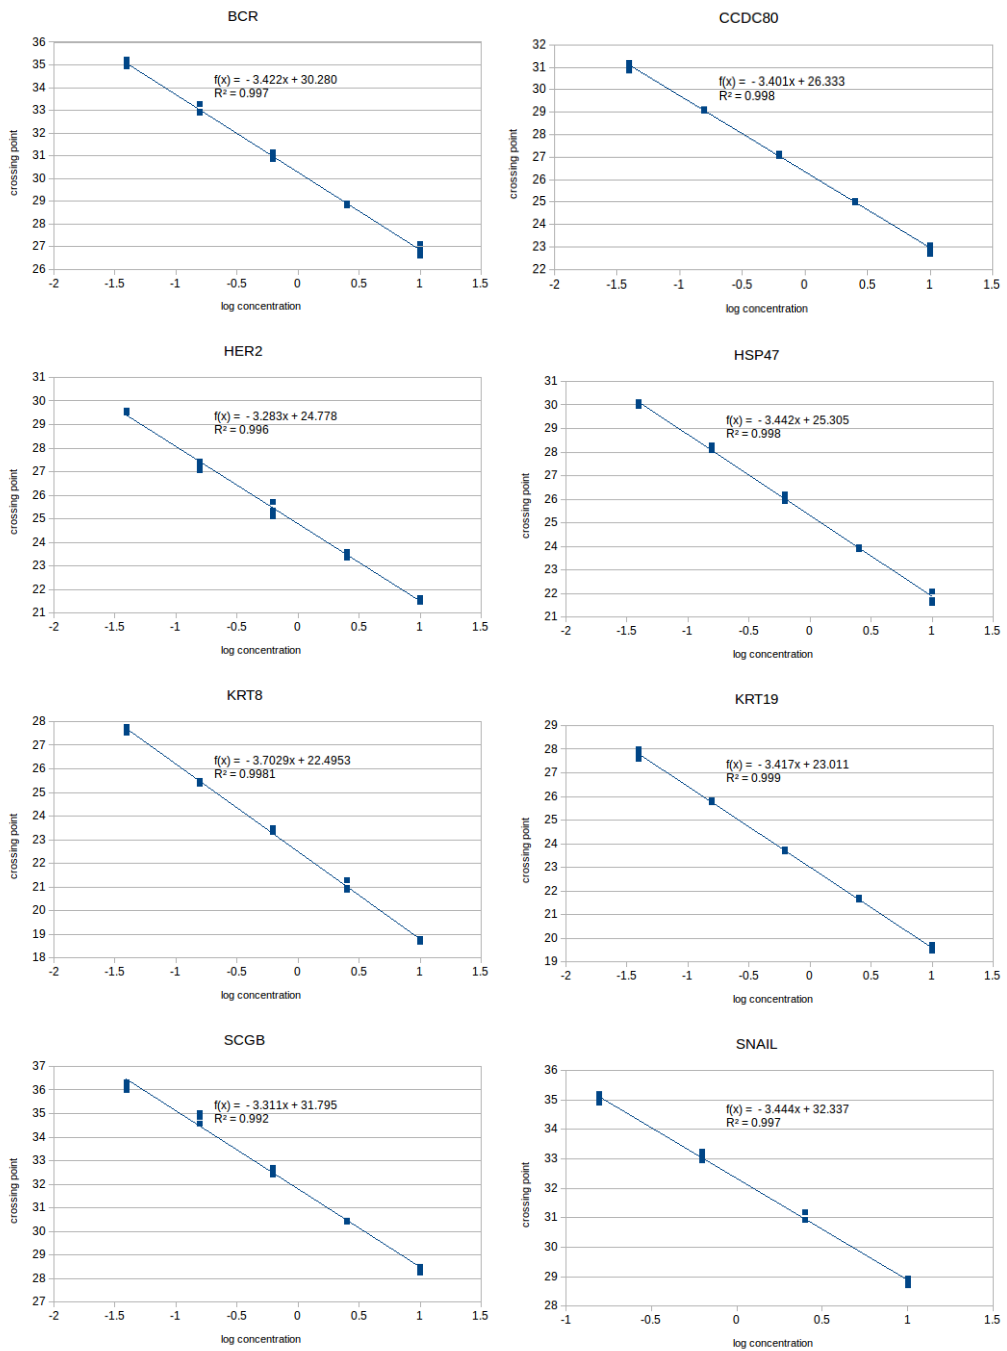 BCR
36
35
34
33
32
31
30
29
28
27
26
f(x) = - 3.422x + 30.280
R² = 0.997
crossing point
-2 -1.5 -1 -0.5 0 0.5 1 1.5
log concentration
CCDC80
32
31
30
29
28
27
26
25
24
23
22
f(x) = - 3.401x + 26.333
R² = 0.998
crossing point
-2 -1.5 -1 -0.5 0 0.5 1 1.5
log concentration
HER2
31
30
29
28
27
26
25
24
23
22
21
f(x) = - 3.283x + 24.778
R² = 0.996
crossing point
-2 -1.5 -1 -0.5 0 0.5 1 1.5
log concentration
HSP47
31
30
29
28
27
26
25
24
23
22
21
f(x) = - 3.442x + 25.305
R² = 0.998
crossing point
-2 -1.5 -1 -0.5 0 0.5 1 1.5
log concentration
KRT8
28
27
26
25
24
23
22
21
20
19
18
f(x) = - 3.7029x + 22.4953
R² = 0.9981
crossing point
-2 -1.5 -1 -0.5 0 0.5 1 1.5
log concentration
KRT19
29
28
27
26
25
24
23
22
21
20
19
f(x) = - 3.417x + 23.011
R² = 0.999
crossing point
-2 -1.5 -1 -0.5 0 0.5 1 1.5
log concentration
SCGB
37
36
35
34
33
32
31
30
29
28
27
f(x) = - 3.311x + 31.795
R² = 0.992
crossing point
-2 -1.5 -1 -0.5 0 0.5 1 1.5
log concentration
SNAIL
36
35
34
33
32
31
30
29
28
f(x) = - 3.444x + 32.337
R² = 0.997
crossing point
-1 -0.5 0 0.5 1 1.5
log concentration